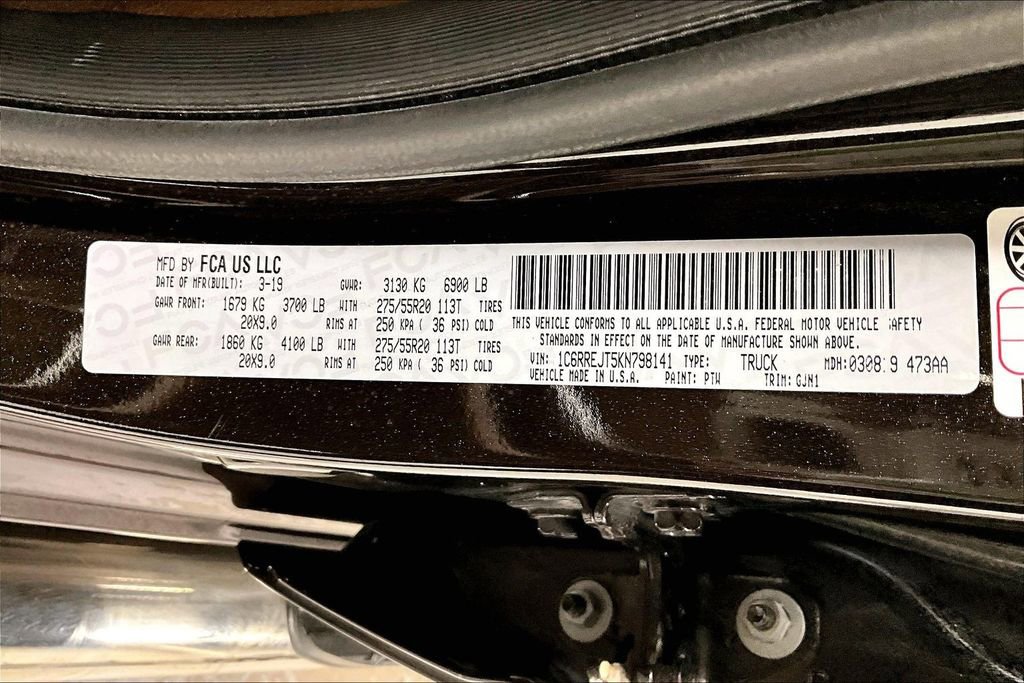 MFD BY FCA US LLC
DATE OF MFR(BUILT): 3-19 GVWR: 3130 KG 6900 LB
GAWR FRONT: 1679 KG 3700 LB WITH 275/55R20 113T TIRES
20X9.0 RIMS AT 250 KPA ( 36 PSI) COLD
GAWR REAR: 1860 KG 4100 LB WITH 275/55R20 113T TIRES
20X9.0 RIMS AT 250 KPA ( 36 PSI) COLD
THIS VEHICLE CONFORMS TO ALL APPLICABLE U.S.A. FEDERAL MOTOR VEHICLE SAFETY
STANDARDS IN EFFECT ON THE DATE OF MANUFACTURE SHOWN ABOVE.
VIN: 1C6RREJT5KN798141 TYPE: TRUCK MDH:0308 9 473AA
VEHICLE MADE IN U.S.A. PAINT: PTW TRIM: GJN1